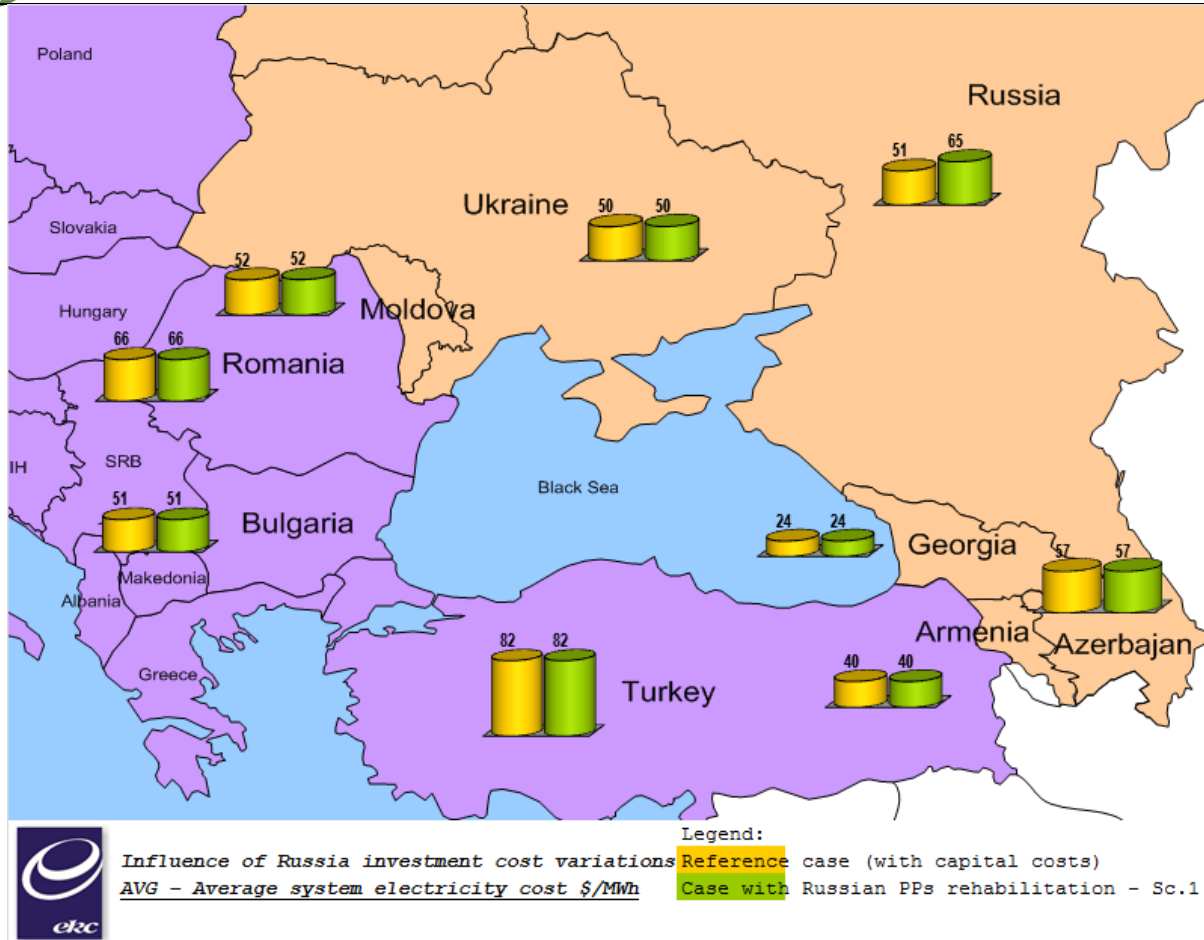 Poland
Russia
51 65
Ukraine
50 50
Slovakia
52 52
Hungary
Moldova
66 66
Romania
IH
SRB
Black Sea
51 51
Bulgaria
24 24
Georgia
57 57
Makedonia
Albania
Armenia
Azerbajan
Greece
82 82
Turkey
40 40
Legend:
Influence of Russia investment cost variations
Reference case (with capital costs)
AVG - Average system electricity cost $/MWh
Case with Russian PPs rehabilitation - Sc.1
ekc